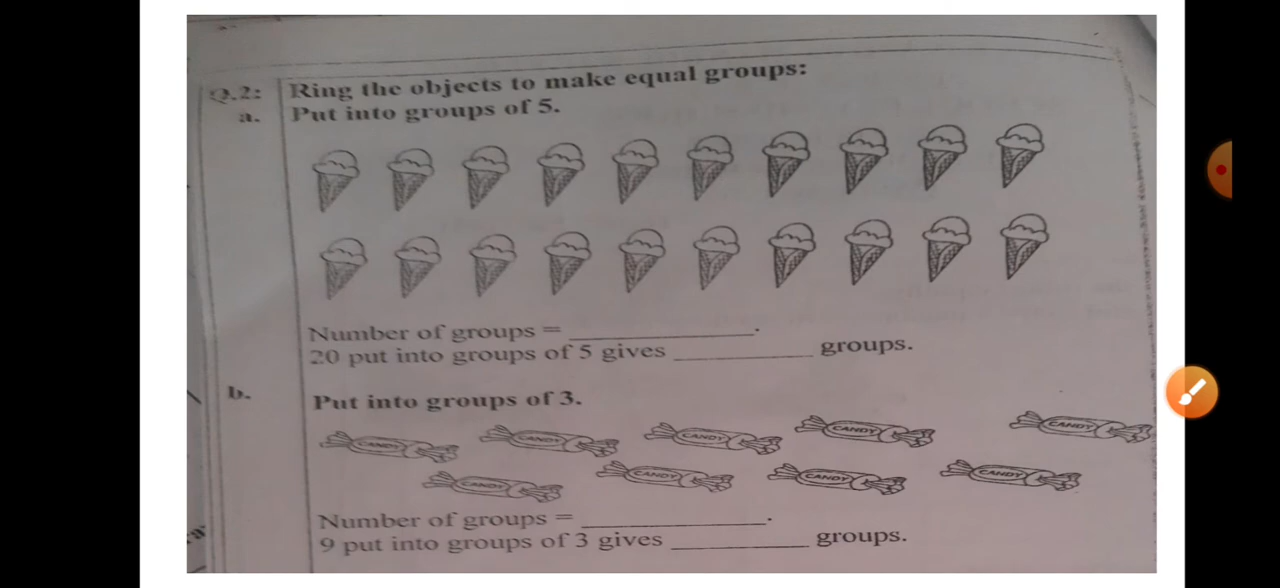 Q.2: Ring the objects to make equal groups:
a. Put into groups of 5.
Number of groups = ____________.
20 put into groups of 5 gives __________ groups.
b. Put into groups of 3.
CANDY CANDY CANDY CANDY CANDY
CANDY CANDY CANDY CANDY
Number of groups = ____________.
9 put into groups of 3 gives __________ groups.